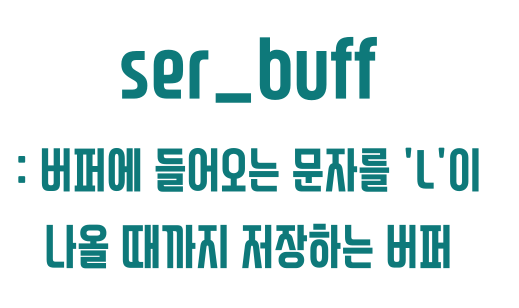 ser_buff
: 버퍼에 들어오는 문자를 'L'이
나올 때까지 저장하는 버퍼